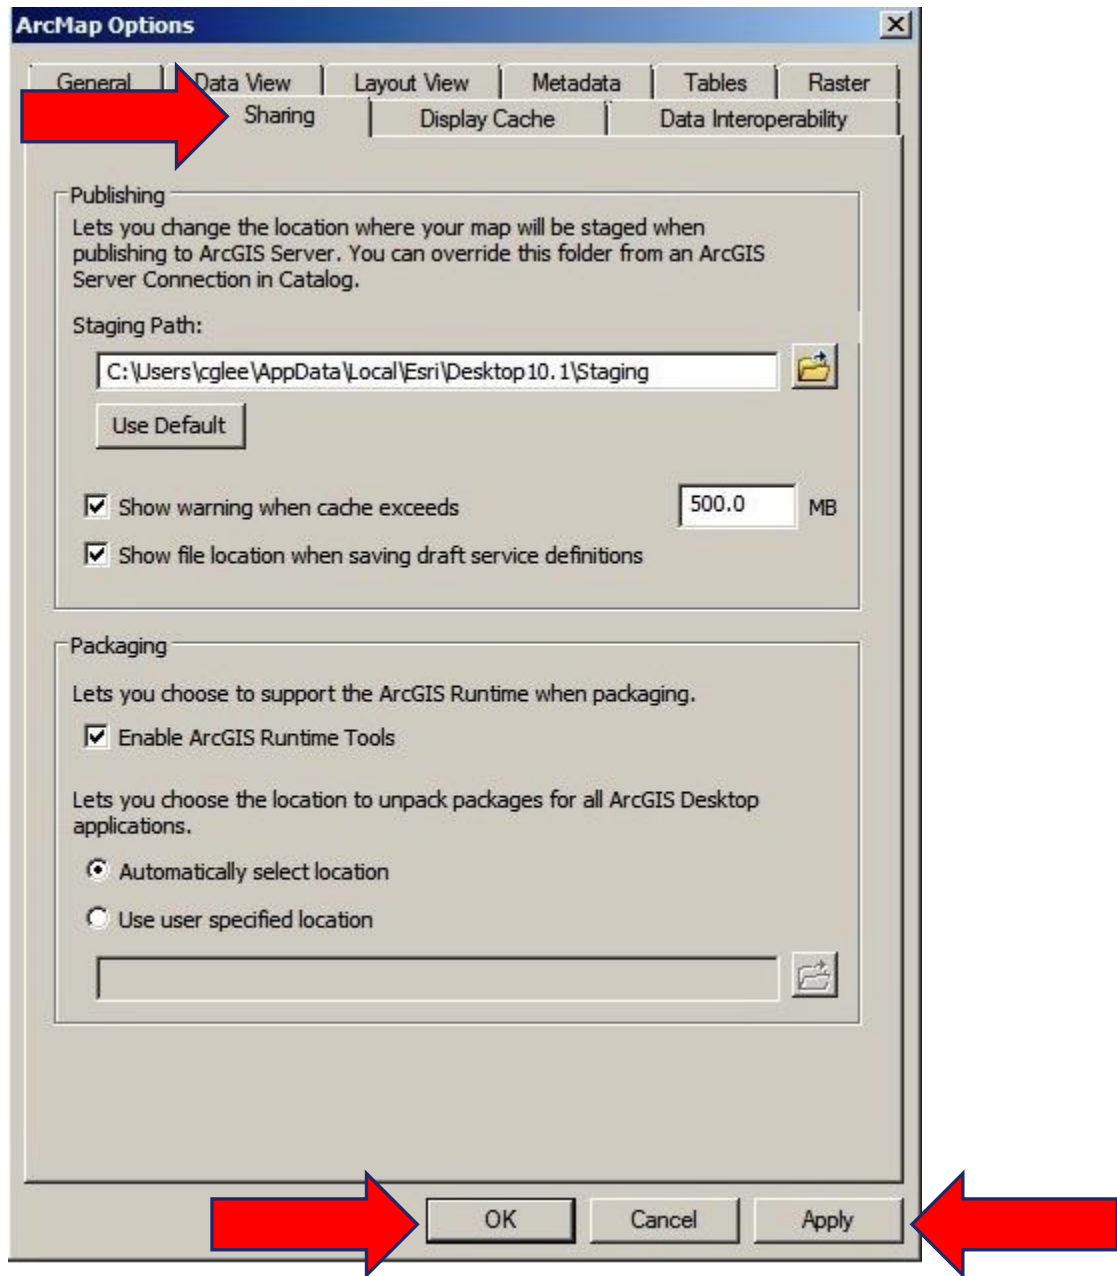 ArcMap Options
General Data View Layout View Metadata Tables Raster
Sharing Display Cache Data Interoperability
Publishing
Lets you change the location where your map will be staged when
publishing to ArcGIS Server. You can override this folder from an ArcGIS
Server Connection in Catalog.
Staging Path:
C:\Users\cglee\AppData\Local\Esri\Desktop10.1\Staging
Use Default
Show warning when cache exceeds 500.0 MB
Show file location when saving draft service definitions
Packaging
Lets you choose to support the ArcGIS Runtime when packaging.
Enable ArcGIS Runtime Tools
Lets you choose the location to unpack packages for all ArcGIS Desktop
applications.
Automatically select location
Use user specified location
OK Cancel Apply